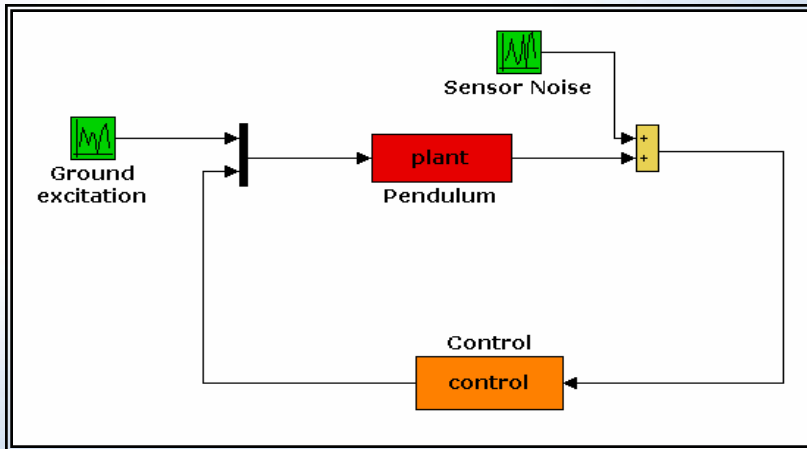 Sensor Noise
+
+
Ground
excitation
plant
Pendulum
Control
control